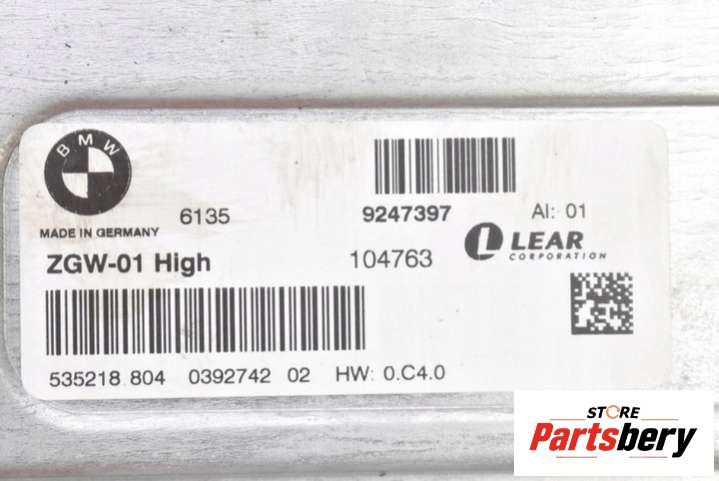 BMW
6135 9247397 AI: 01
MADE IN GERMANY
ZGW-01 High 104763 LEAR
CORPORATION
535218 804 0392742 02 HW: 0.C4.0
STORE
Partsbery